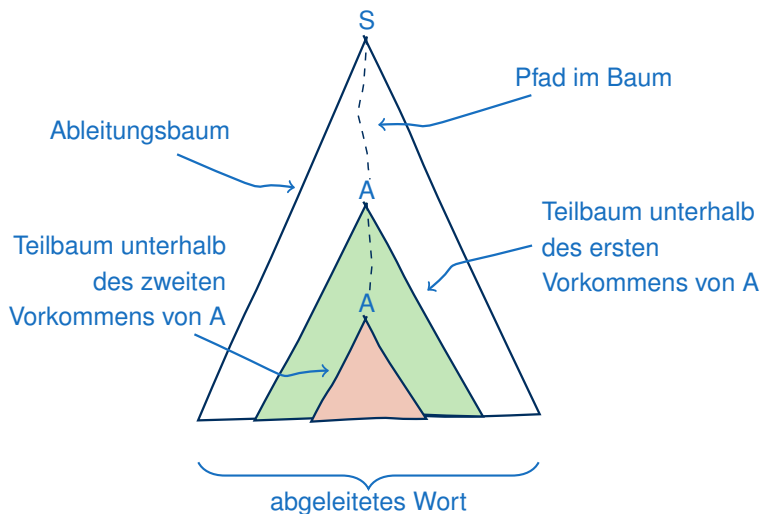 S
Pfad im Baum
Ableitungsbaum
A
Teilbaum unterhalb
des ersten
Vorkommens von A
Teilbaum unterhalb
des zweiten
Vorkommens von A
A
abgeleitetes Wort